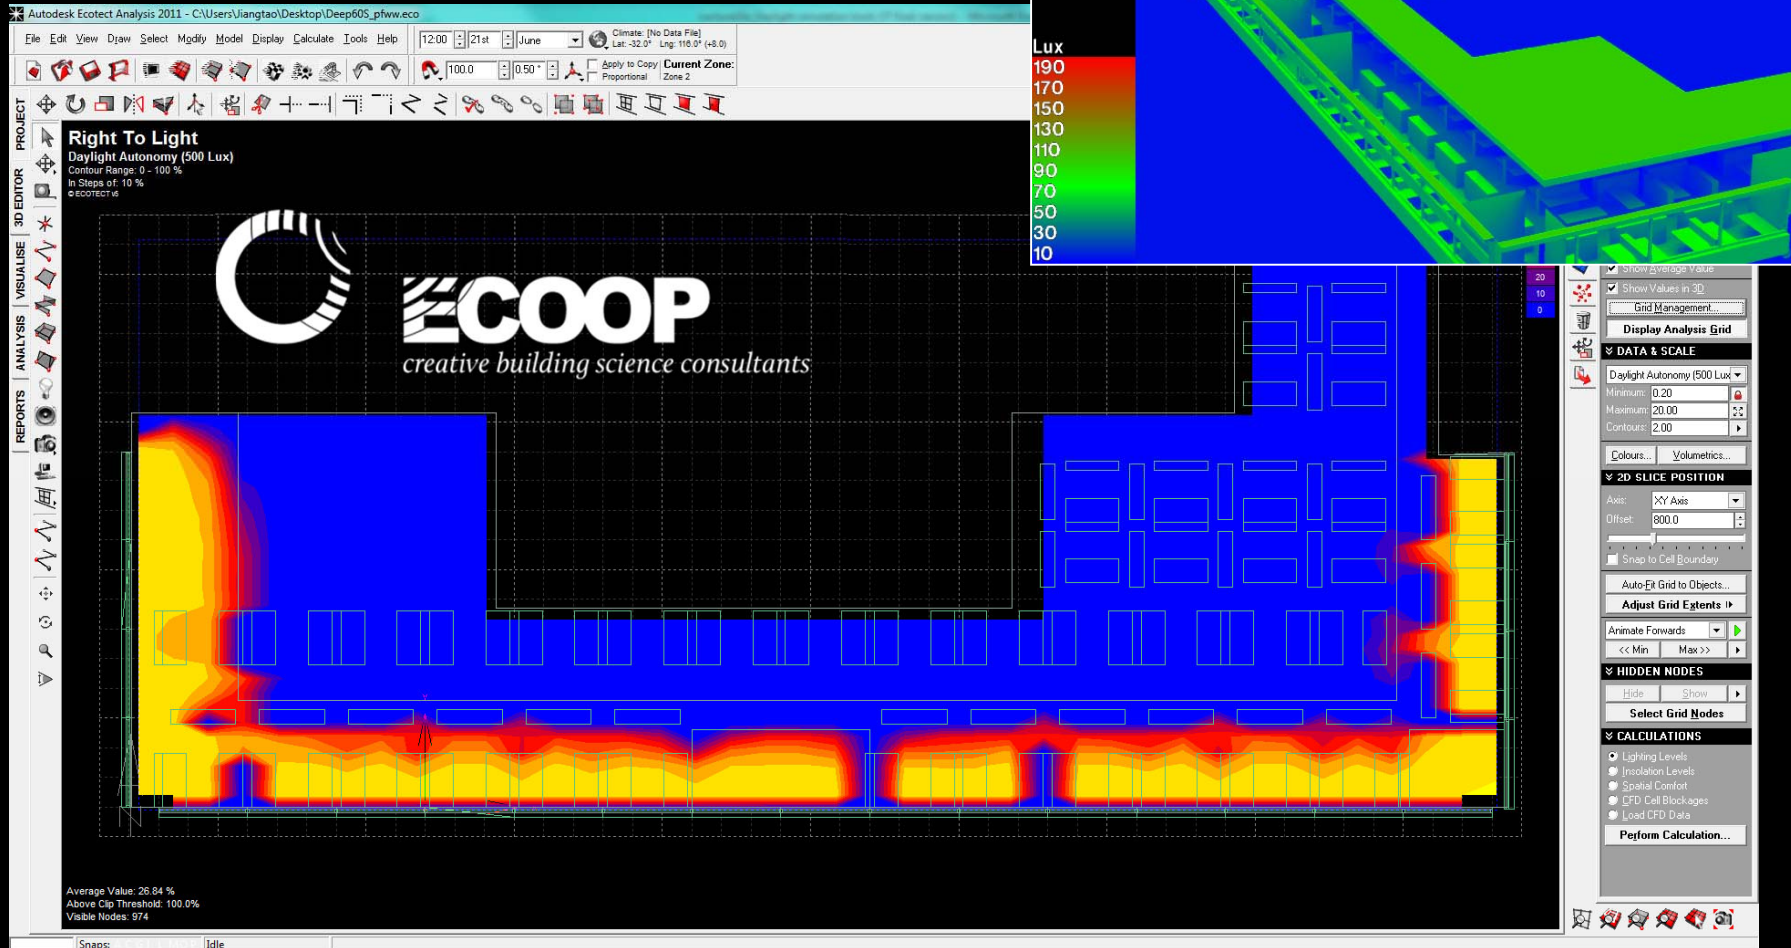 Autodesk Ecotect Analysis 2011 - C:\Users\Jiangtao\Desktop\Deep60S_pfww.eco
File Edit View Draw Select Modify Model Display Calculate Tools Help
12:00 21st June
Climate: [No Data File]
Lat: -32.0° Lng: 116.0° (+8.0)
100.0 0.50 °
Apply to Copy
Proportional
Current Zone:
Zone 2
PROJECT
3D EDITOR
VISUALISE
ANALYSIS
REPORTS
Right To Light
Daylight Autonomy (500 Lux)
Contour Range: 0 - 100 %
In Steps of: 10 %
© ECOTECT v5
ECOOP
creative building science consultants
Lux
190
170
150
130
110
90
70
50
30
10
20
10
0
Show Average Value
Show Values in 3D
Grid Management...
Display Analysis Grid
DATA & SCALE
Daylight Autonomy (500 Lux
Minimum: 0.20
Maximum: 20.00
Contours: 2.00
Colours... Volumetrics...
2D SLICE POSITION
Axis: XY Axis
Offset: 800.0
Snap to Cell Boundary
Auto-Fit Grid to Objects...
Adjust Grid Extents
Animate Forwards
<< Min Max >>
HIDDEN NODES
Hide Show
Select Grid Nodes
CALCULATIONS
Lighting Levels
Insolation Levels
Spatial Comfort
CFD Cell Blockages
Load CFD Data
Perform Calculation...
Average Value: 26.84 %
Above Clip Threshold: 100.0%
Visible Nodes: 974
Snaps: Idle